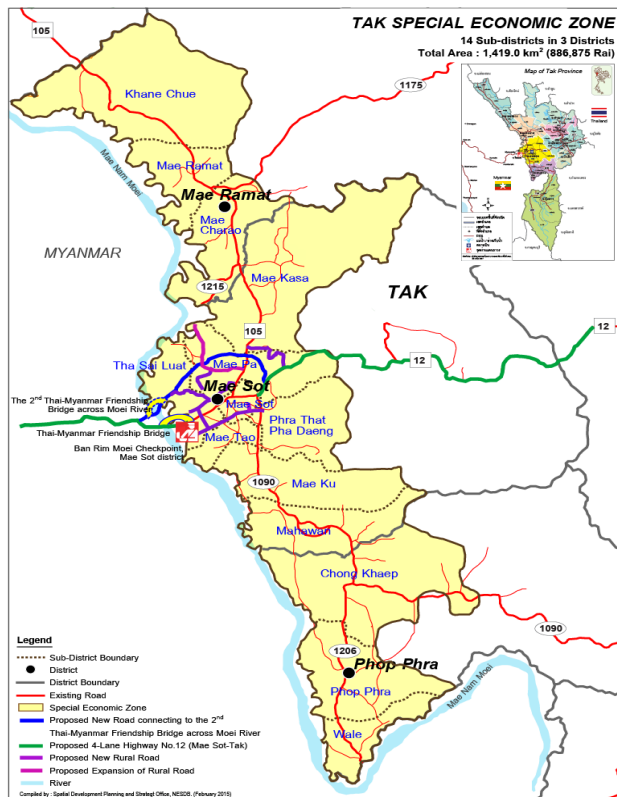 TAK SPECIAL ECONOMIC ZONE
14 Sub-districts in 3 Districts
Total Area : 1,419.0 km² (886,875 Rai)
Map of Tak Province
Thailand
Myanmar
105
Khane Chue
1175
Mae Ramat
Mae Nam Moei
Mae Ramat
Mae
Charao
MYANMAR
Mae Kasa
1215
TAK
105
12
Tha Sai Luat
Mae Pa
12
Mae Sot
The 2nd Thai-Myanmar Friendship
Bridge across Moei River
Mae Sot
Phra That
Pha Daeng
Thai-Myanmar Friendship Bridge
Mae Tao
Ban Rim Moei Checkpoint,
Mae Sot district
1090
Mae Ku
Mahawan
Chong Khaep
1090
1206
Phop Phra
Phop Phra
Mae Nam Moei
Wale
Legend
Sub-District Boundary
District
District Boundary
Existing Road
Special Economic Zone
Proposed New Road connecting to the 2nd
Thai-Myanmar Friendship Bridge across Moei River
Proposed 4-Lane Highway No.12 (Mae Sot-Tak)
Proposed New Rural Road
Proposed Expansion of Rural Road
River
Compiled by : Spatial Development Planning and Strategt Office, NESDB. (February 2015)